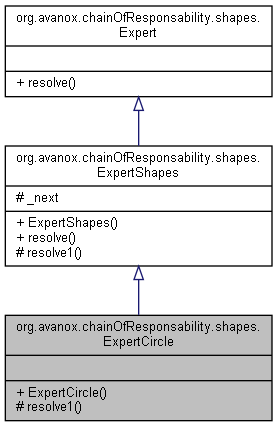 org.avanox.chainOfResponsability.shapes.
Expert
+ resolve()
org.avanox.chainOfResponsability.shapes.
ExpertShapes
# _next
+ ExpertShapes()
+ resolve()
# resolve1()
org.avanox.chainOfResponsability.shapes.
ExpertCircle
+ ExpertCircle()
# resolve1()